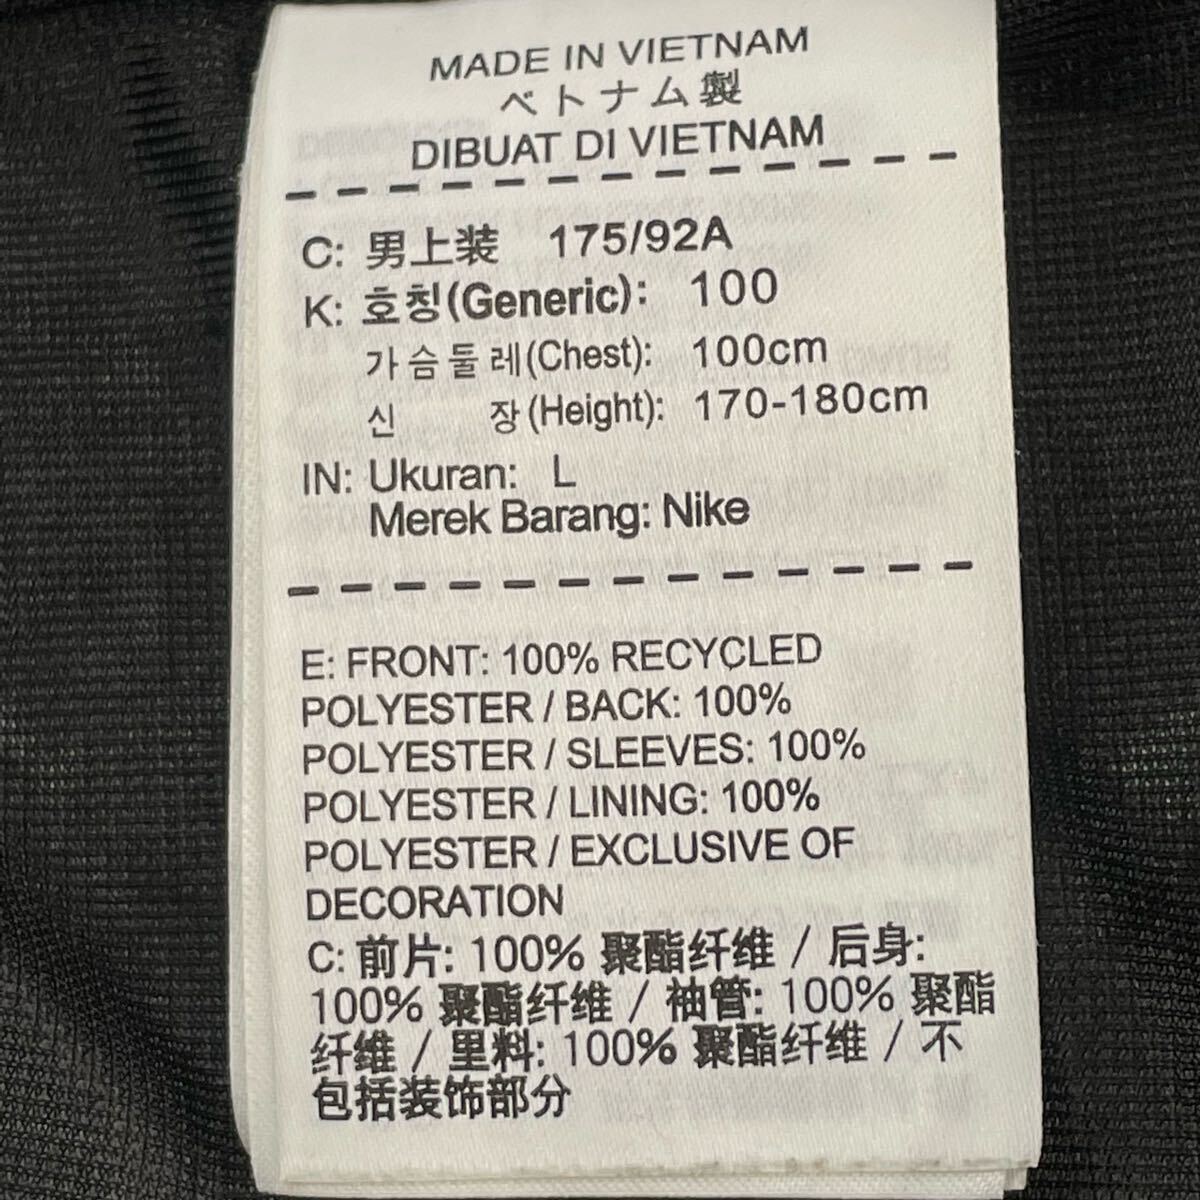 MADE IN VIETNAM
ベトナム製
DIBUAT DI VIETNAM
C: 男上装 175/92A
K: 호칭(Generic): 100
가슴둘레(Chest): 100cm
신 장(Height): 170-180cm
IN: Ukuran: L
Merek Barang: Nike
E: FRONT: 100% RECYCLED
POLYESTER / BACK: 100%
POLYESTER / SLEEVES: 100%
POLYESTER / LINING: 100%
POLYESTER / EXCLUSIVE OF
DECORATION
C: 前片: 100% 聚酯纤维 / 后身:
100% 聚酯纤维 / 袖管: 100% 聚酯
纤维 / 里料: 100% 聚酯纤维 / 不
包括装饰部分